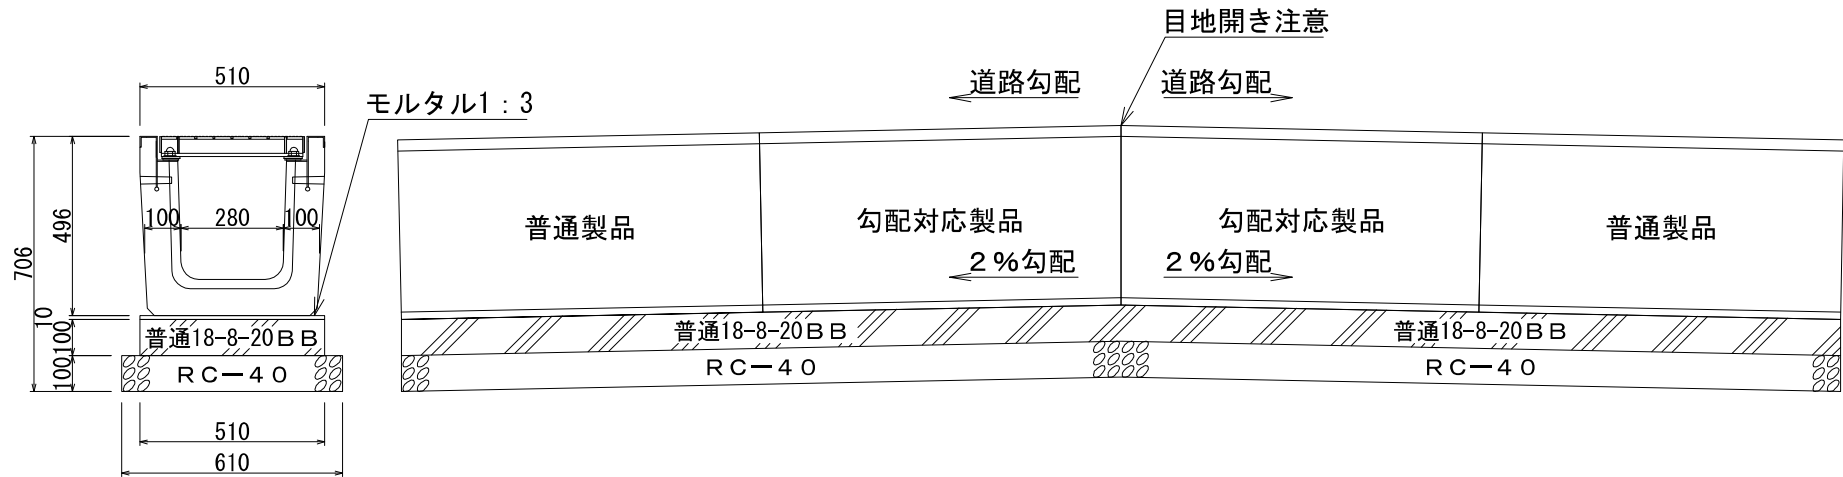 目地開き注意
510
道路勾配
道路勾配
モルタル1：3
706
496
100
280
100
普通製品
勾配対応製品
勾配対応製品
普通製品
2%勾配
2%勾配
10
100
普通18-8-20BB
普通18-8-20BB
普通18-8-20BB
100
RC-40
RC-40
RC-40
510
610